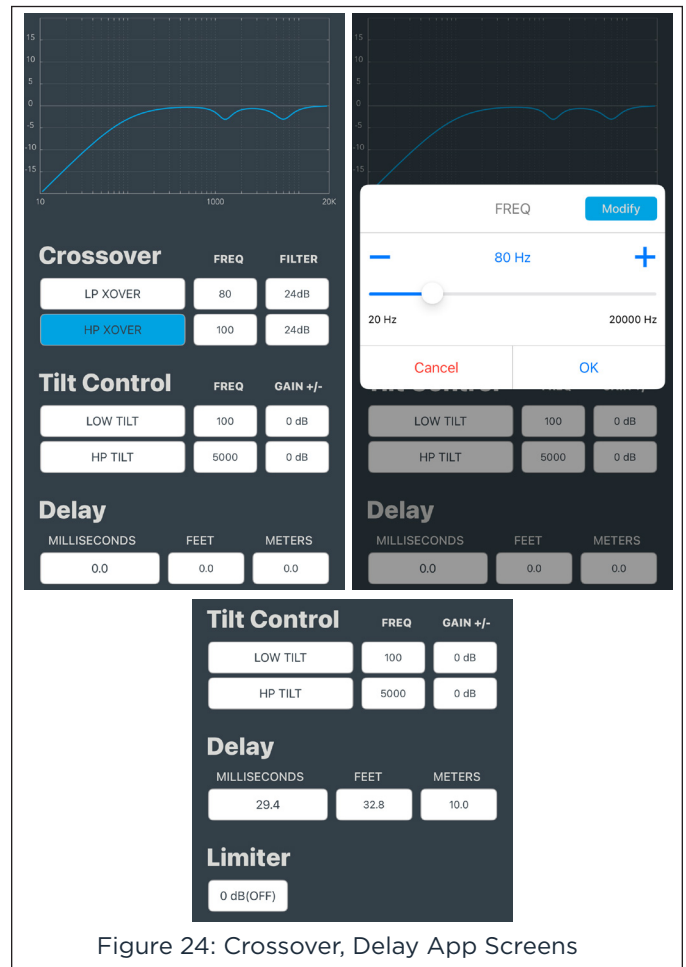 15
10
5
0
-5
-10
-15
10 1000 20K
Crossover FREQ FILTER
LP XOVER 80 24dB
HP XOVER 100 24dB
Tilt Control FREQ GAIN +/-
LOW TILT 100 0 dB
HP TILT 5000 0 dB
Delay
MILLISECONDS FEET METERS
0.0 0.0 0.0
15
10
5
0
-5
-10
-15
FREQ Modify
− 80 Hz +
20 Hz 20000 Hz
Cancel OK
Tilt Control FREQ GAIN +/-
LOW TILT 100 0 dB
HP TILT 5000 0 dB
Delay
MILLISECONDS FEET METERS
0.0 0.0 0.0
Tilt Control FREQ GAIN +/-
LOW TILT 100 0 dB
HP TILT 5000 0 dB
Delay
MILLISECONDS FEET METERS
29.4 32.8 10.0
Limiter
0 dB(OFF)
Figure 24: Crossover, Delay App Screens